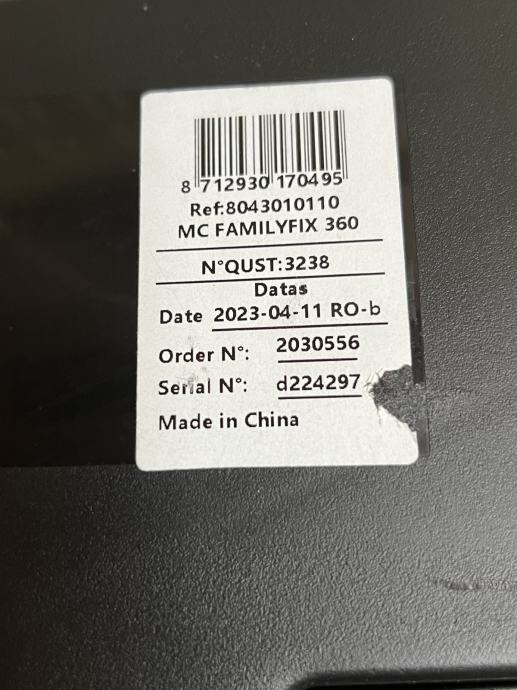 8 712930 170495
Ref:8043010110
MC FAMILYFIX 360
N°QUST:3238
Datas
Date 2023-04-11 RO-b
Order N°: 2030556
Serial N°: d224297
Made in China